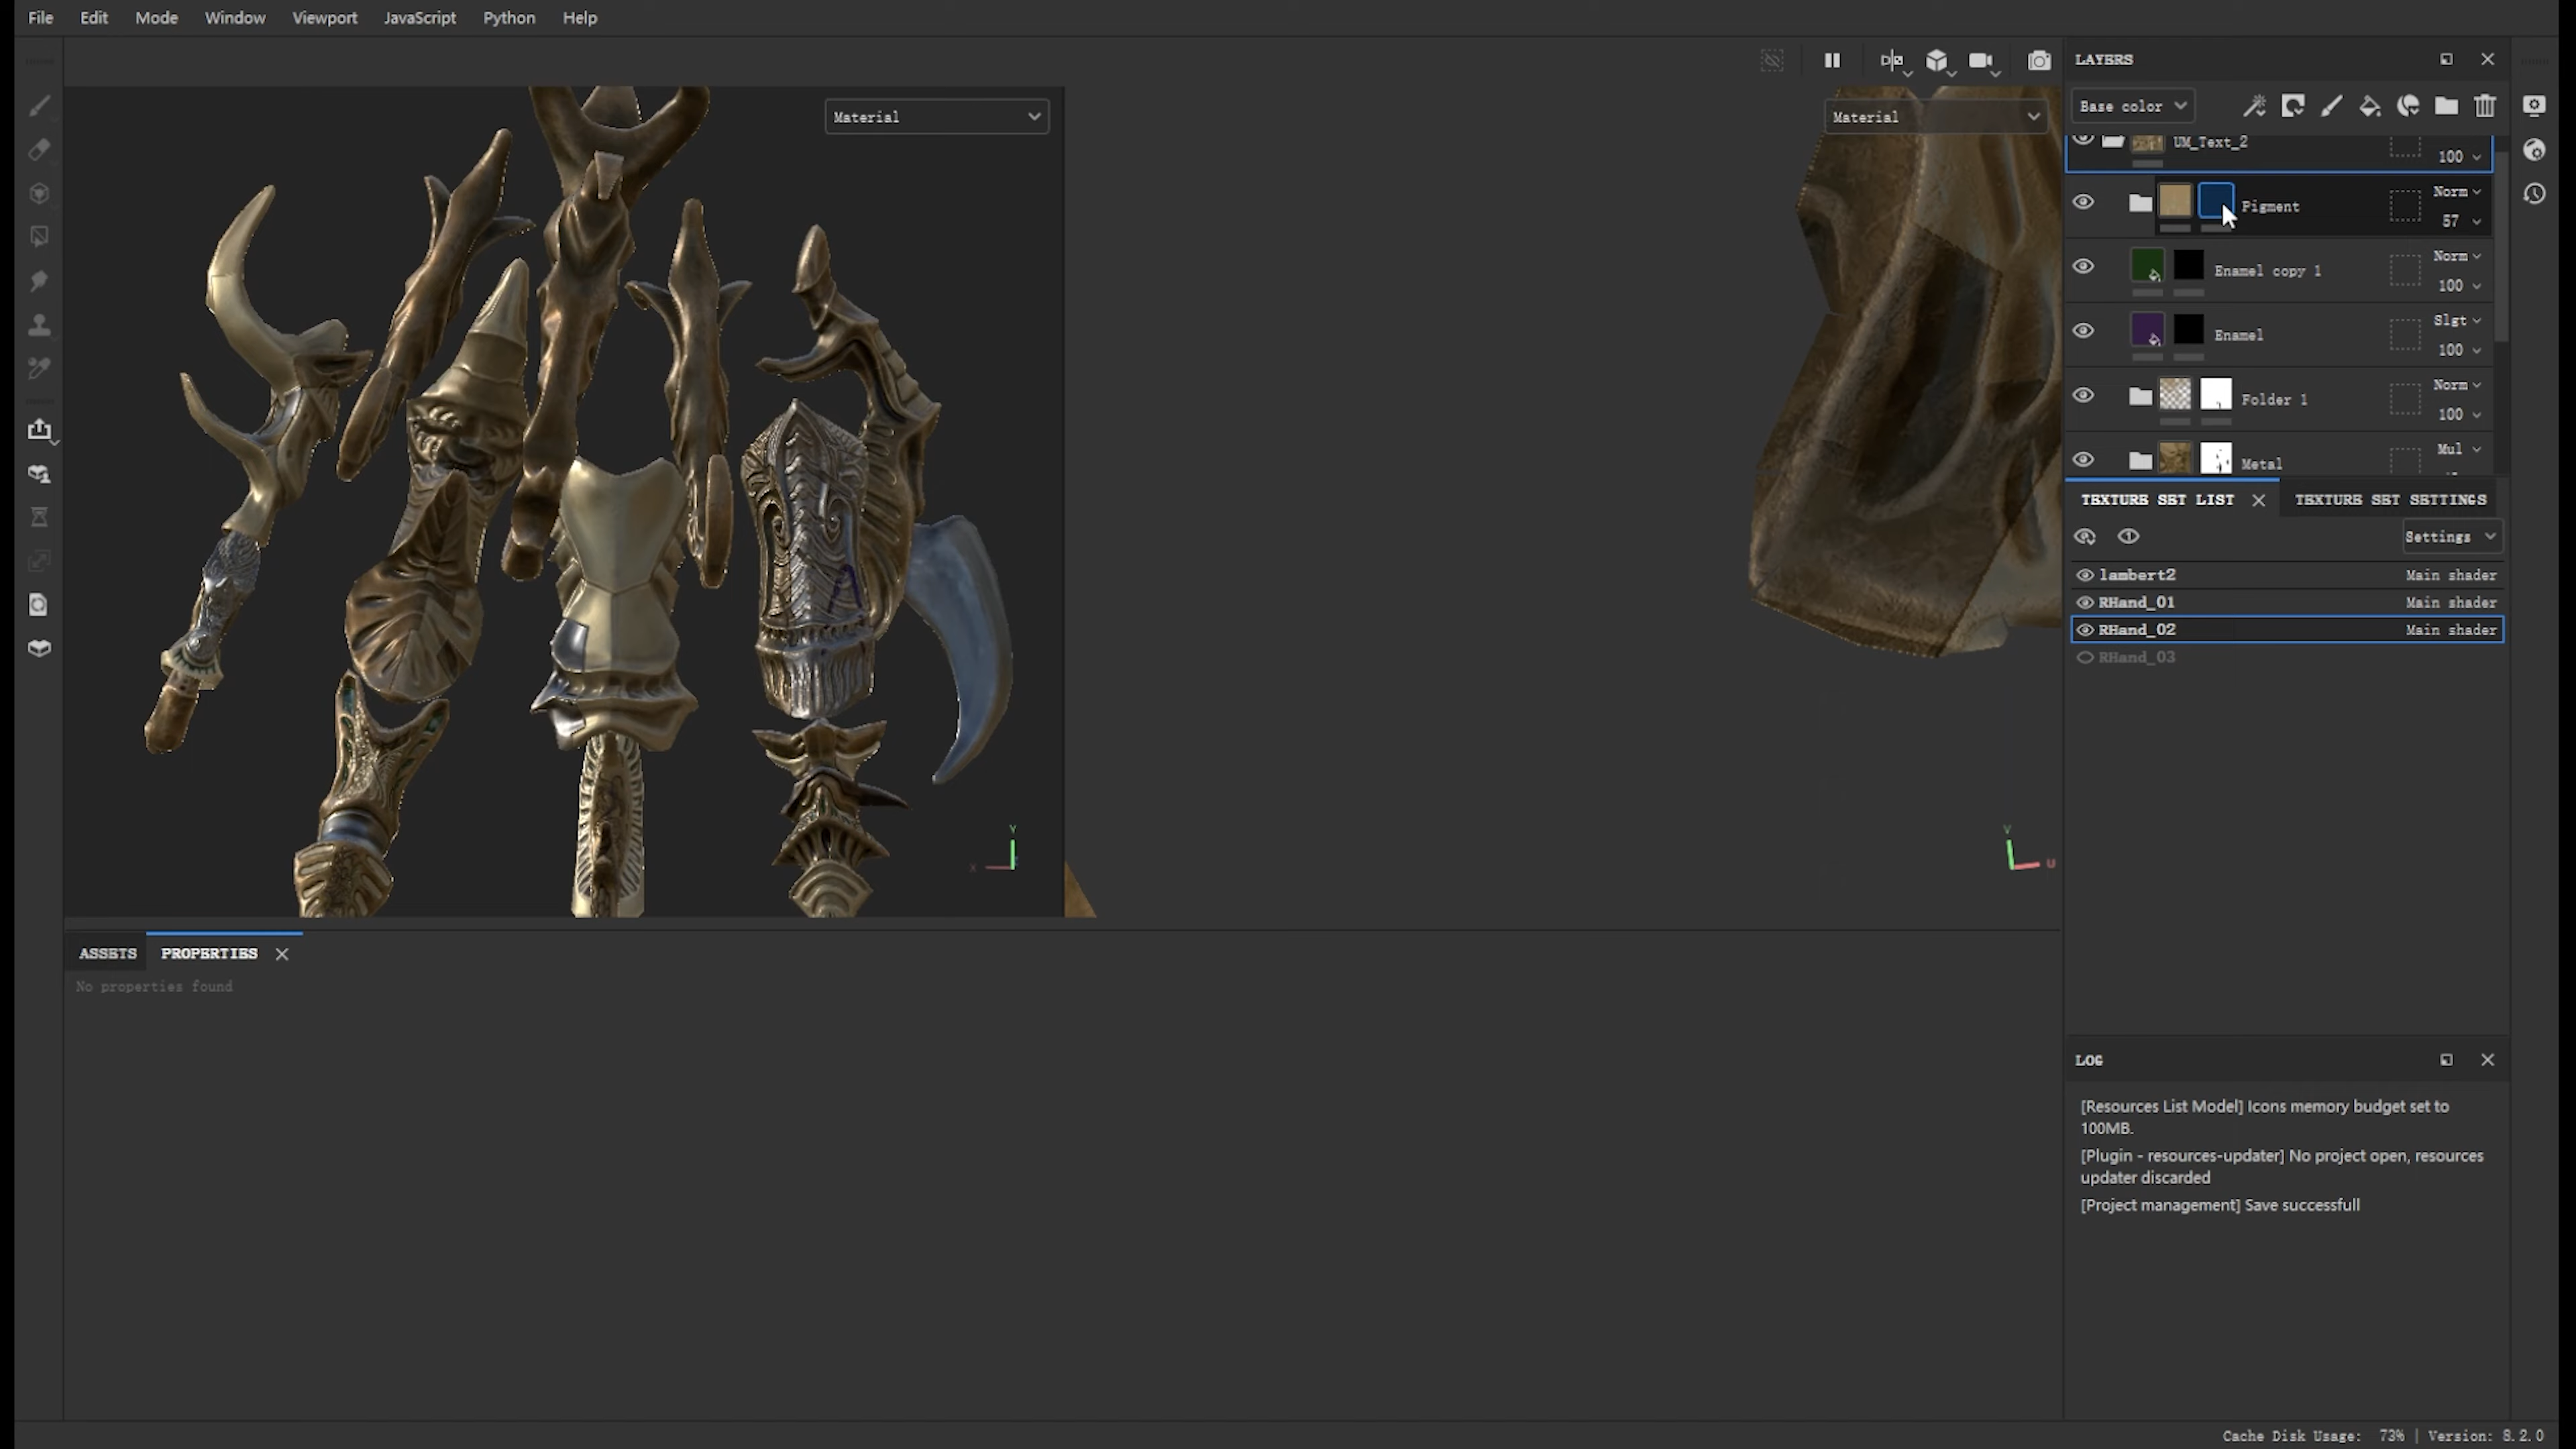 File Edit Mode Window Viewport JavaScript Python Help
Material
Material
LAYERS
Base color
UM_Text_2
100
Pigment
Norm
57
Enamel copy 1
Norm
100
Enamel
Slgt
100
Folder 1
Norm
100
Metal
Mul
TEXTURE SET LIST
TEXTURE SET SETTINGS
Settings
lambert2 Main shader
RHand_01 Main shader
RHand_02 Main shader
RHand_03
Y
X
V
U
ASSETS
PROPERTIES
No properties found
LOG
[Resources List Model] Icons memory budget set to
100MB.
[Plugin - resources-updater] No project open, resources
updater discarded
[Project management] Save successfull
Cache Disk Usage: 73% | Version: 8.2.0